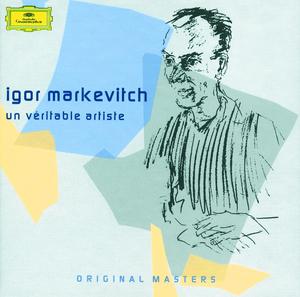 Deutsche
Grammophon
igor markevitch
un véritable artiste
ORIGINAL MASTERS